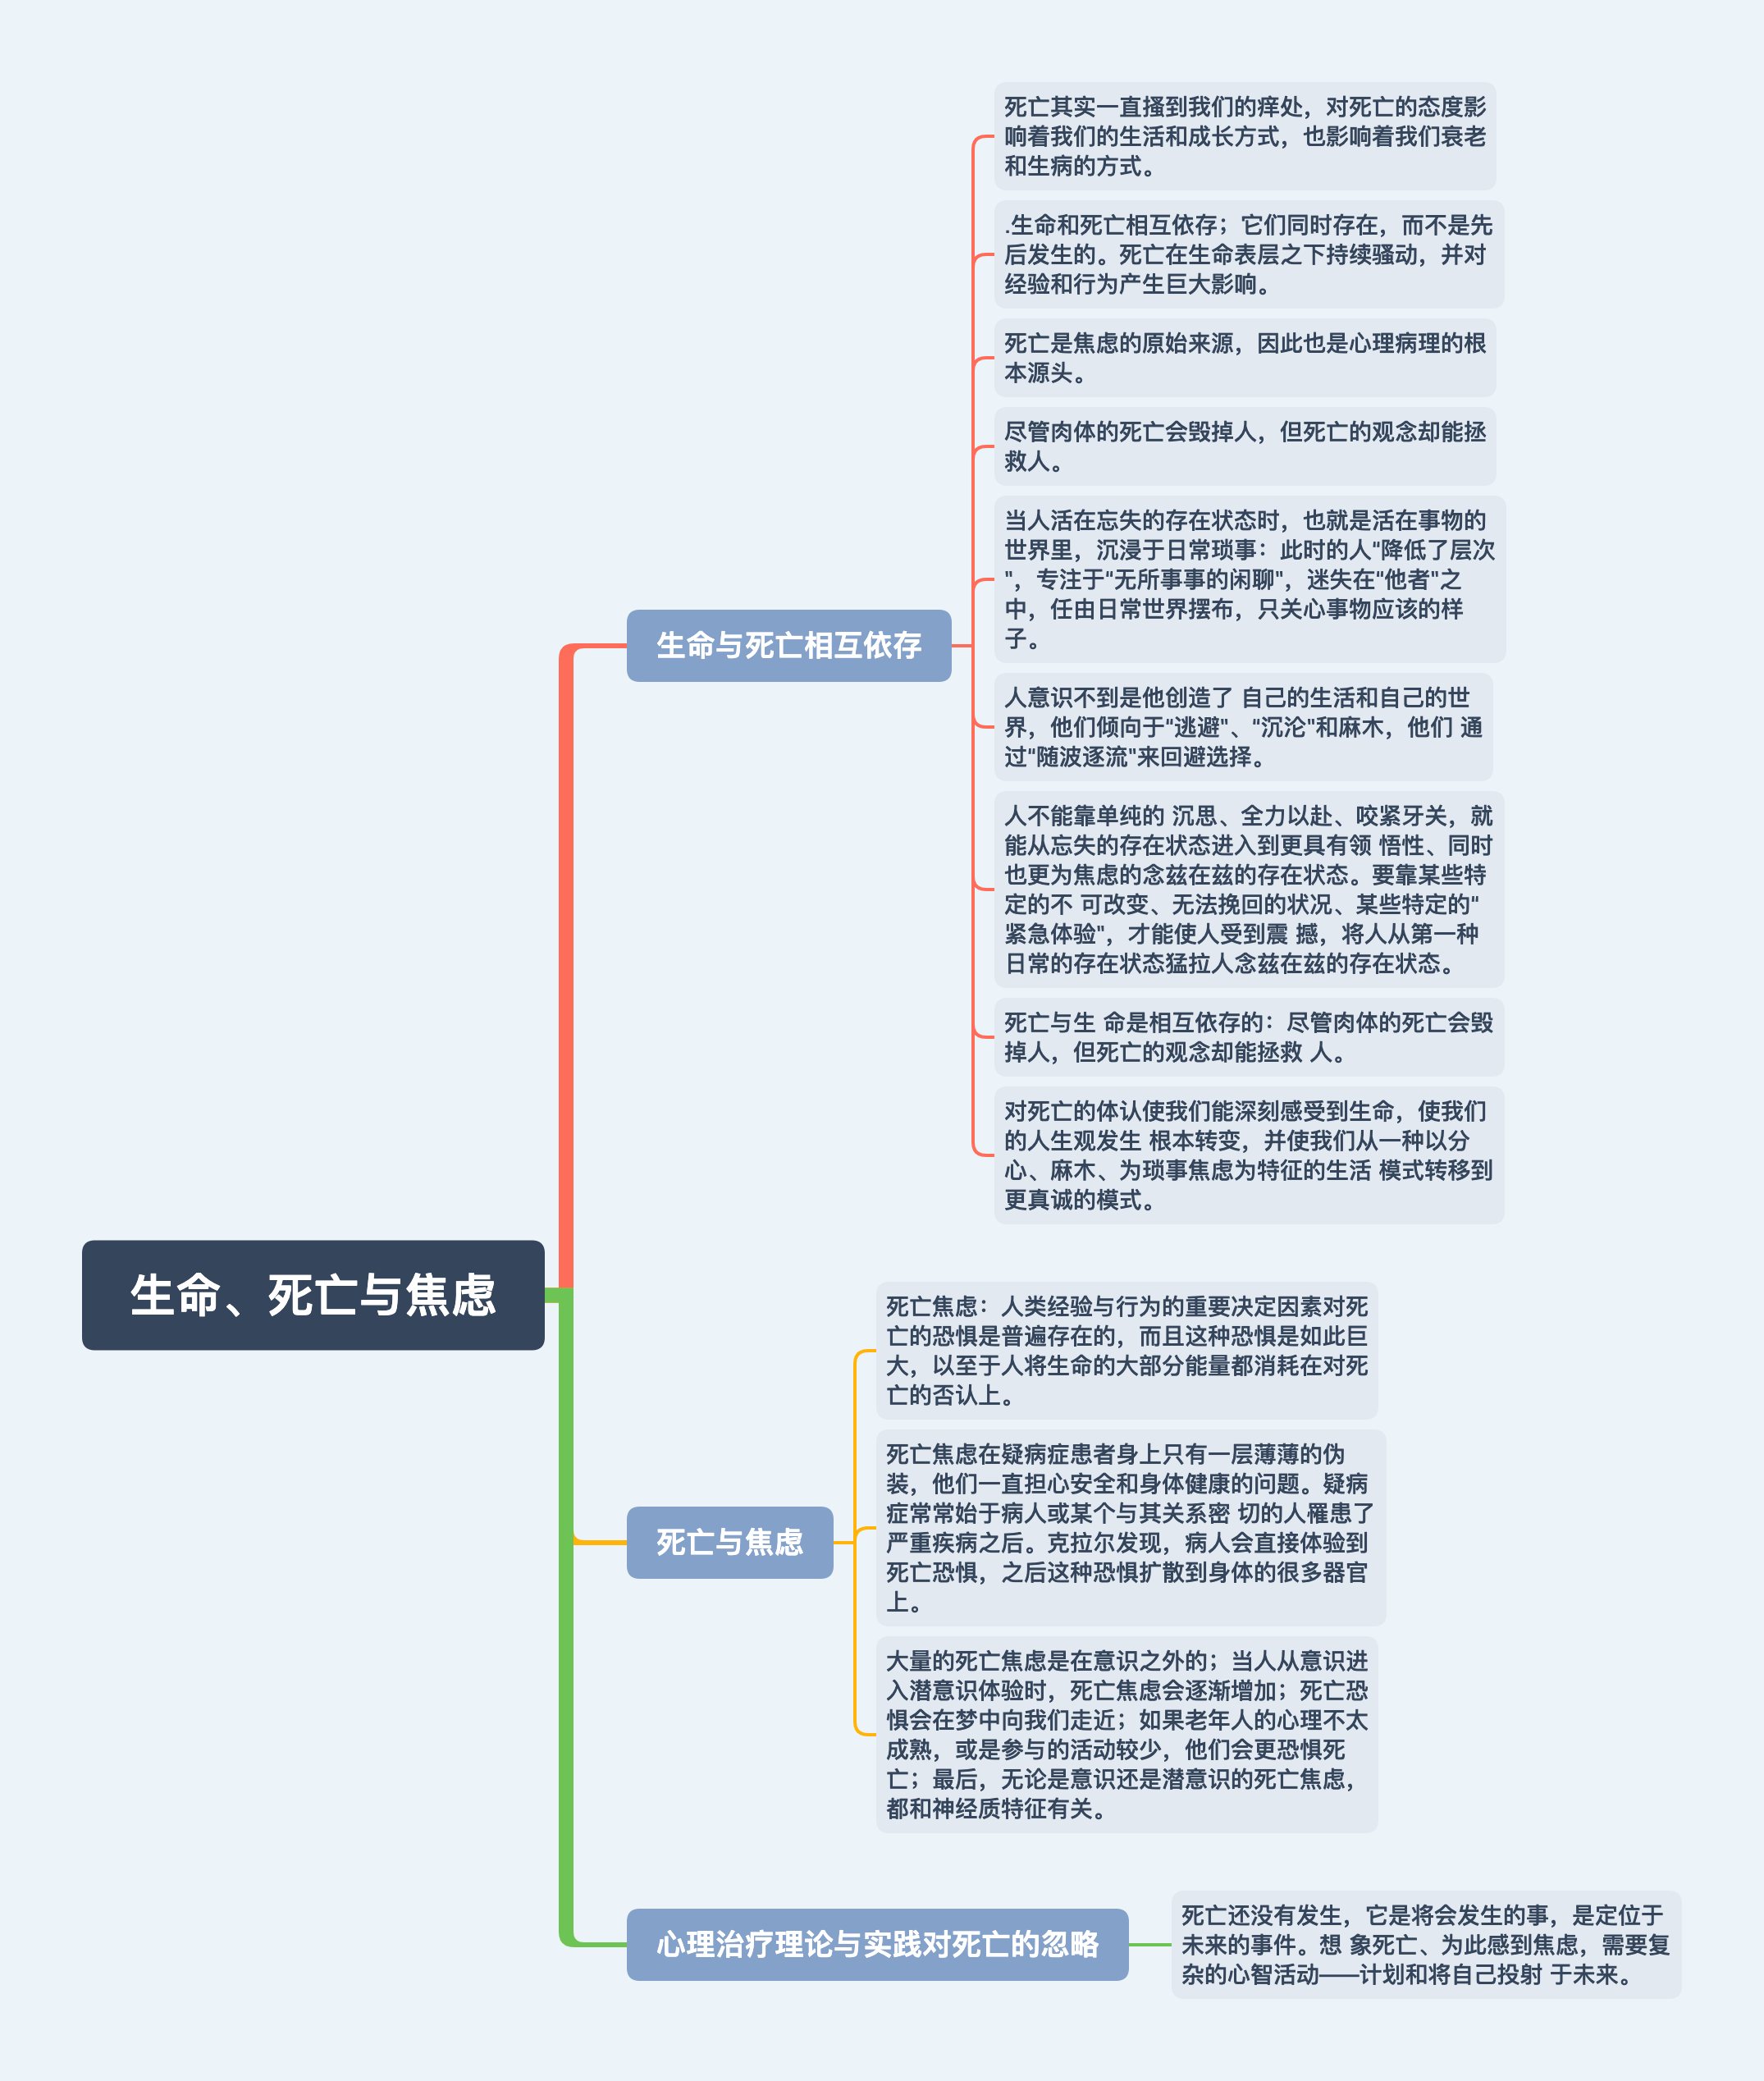 生命、死亡与焦虑
生命与死亡相互依存
死亡其实一直搔到我们的痒处，对死亡的态度影
响着我们的生活和成长方式，也影响着我们衰老
和生病的方式。
.生命和死亡相互依存；它们同时存在，而不是先
后发生的。死亡在生命表层之下持续骚动，并对
经验和行为产生巨大影响。
死亡是焦虑的原始来源，因此也是心理病理的根
本源头。
尽管肉体的死亡会毁掉人，但死亡的观念却能拯
救人。
当人活在忘失的存在状态时，也就是活在事物的
世界里，沉浸于日常琐事：此时的人"降低了层次
"，专注于"无所事事的闲聊"，迷失在"他者"之
中，任由日常世界摆布，只关心事物应该的样
子。
人意识不到是他创造了 自己的生活和自己的世
界，他们倾向于"逃避"、"沉沦"和麻木，他们 通
过"随波逐流"来回避选择。
人不能靠单纯的 沉思、全力以赴、咬紧牙关，就
能从忘失的存在状态进入到更具有领 悟性、同时
也更为焦虑的念兹在兹的存在状态。要靠某些特
定的不 可改变、无法挽回的状况、某些特定的"
紧急体验"，才能使人受到震 撼，将人从第一种
日常的存在状态猛拉人念兹在兹的存在状态。
死亡与生 命是相互依存的：尽管肉体的死亡会毁
掉人，但死亡的观念却能拯救 人。
对死亡的体认使我们能深刻感受到生命，使我们
的人生观发生 根本转变，并使我们从一种以分
心、麻木、为琐事焦虑为特征的生活 模式转移到
更真诚的模式。
死亡与焦虑
死亡焦虑：人类经验与行为的重要决定因素对死
亡的恐惧是普遍存在的，而且这种恐惧是如此巨
大，以至于人将生命的大部分能量都消耗在对死
亡的否认上。
死亡焦虑在疑病症患者身上只有一层薄薄的伪
装，他们一直担心安全和身体健康的问题。疑病
症常常始于病人或某个与其关系密 切的人罹患了
严重疾病之后。克拉尔发现，病人会直接体验到
死亡恐惧，之后这种恐惧扩散到身体的很多器官
上。
大量的死亡焦虑是在意识之外的；当人从意识进
入潜意识体验时，死亡焦虑会逐渐增加；死亡恐
惧会在梦中向我们走近；如果老年人的心理不太
成熟，或是参与的活动较少，他们会更恐惧死
亡；最后，无论是意识还是潜意识的死亡焦虑，
都和神经质特征有关。
心理治疗理论与实践对死亡的忽略
死亡还没有发生，它是将会发生的事，是定位于
未来的事件。想 象死亡、为此感到焦虑，需要复
杂的心智活动——计划和将自己投射 于未来。